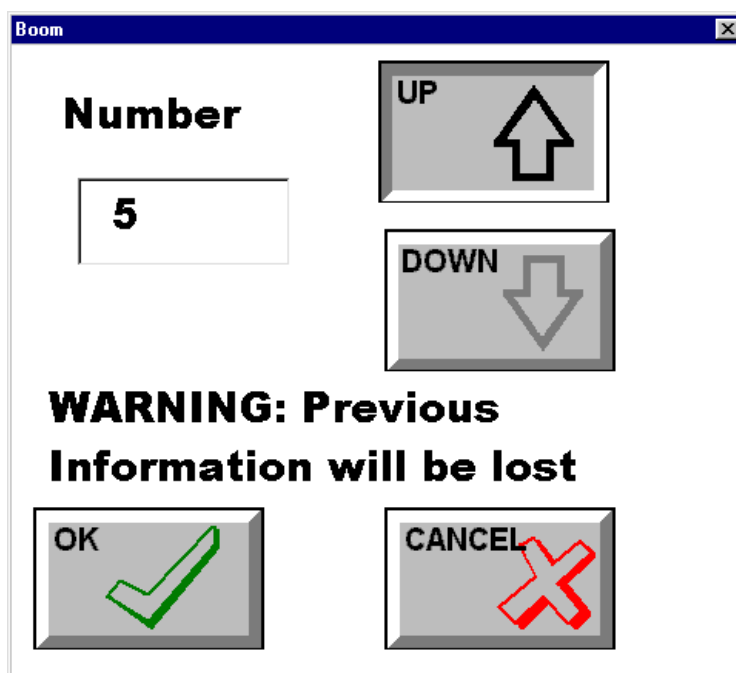 Boom
Number
UP
5
DOWN
WARNING: Previous
Information will be lost
OK
CANCEL